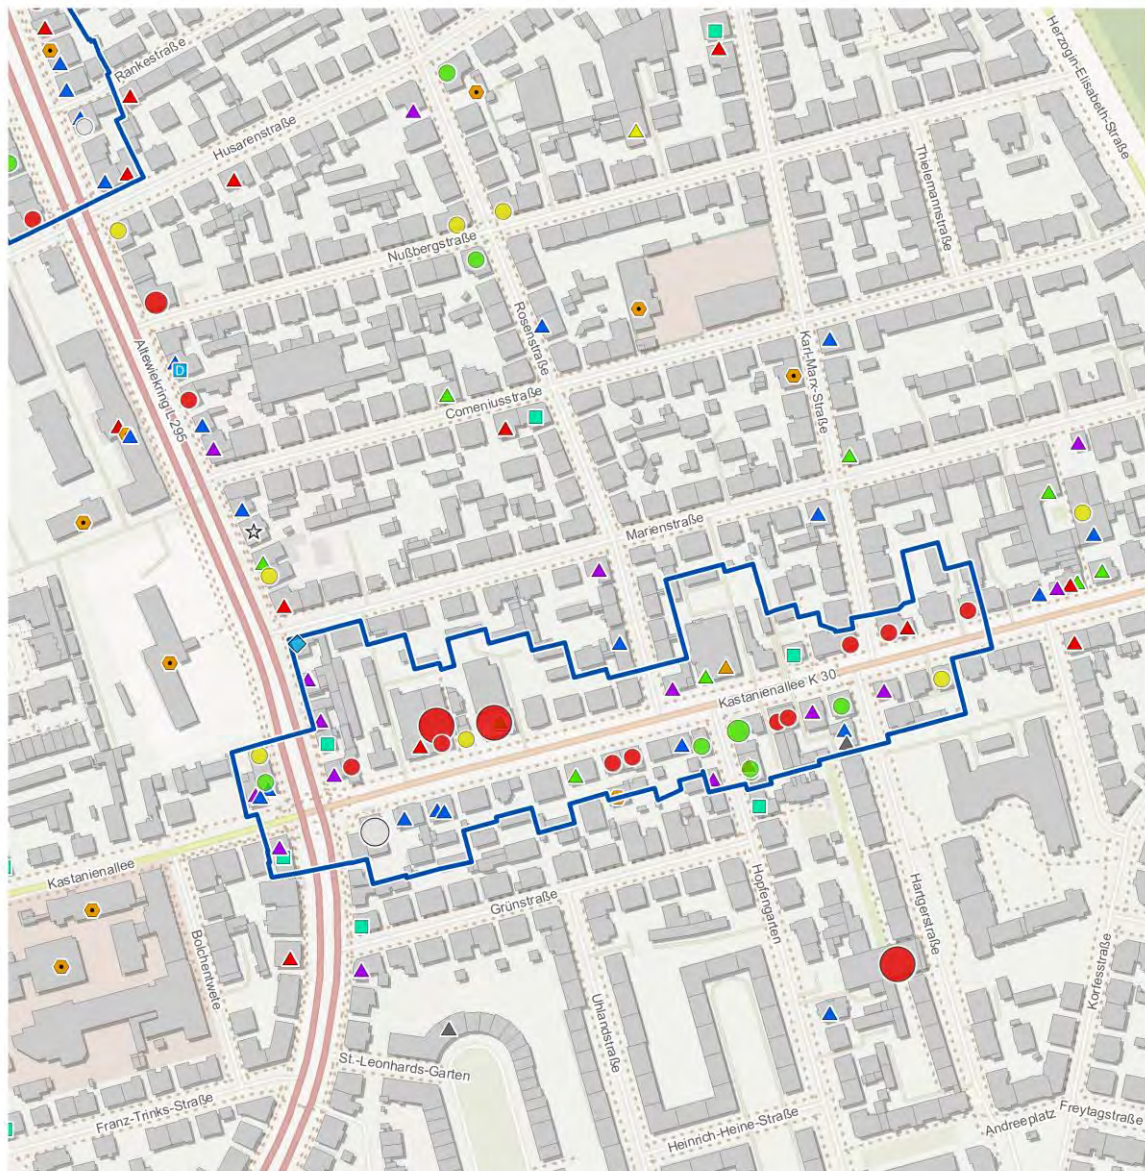 Rankestraße
Husarenstraße
Herzogin-Elisabeth-Straße
Thielemannstraße
Nußbergstraße
Rosenstraße
Altewiekring L 295
Karl-Marx-Straße
Comeniusstraße
Marienstraße
Kastanienallee K 30
Kastanienallee
Grünstraße
Hopfengarten
Hartgerstraße
Bolchentwete
Uhlandstraße
Korfesstraße
St.-Leonhards-Garten
Franz-Trinks-Straße
Heinrich-Heine-Straße
Andreeplatz
Freytagstraße
D